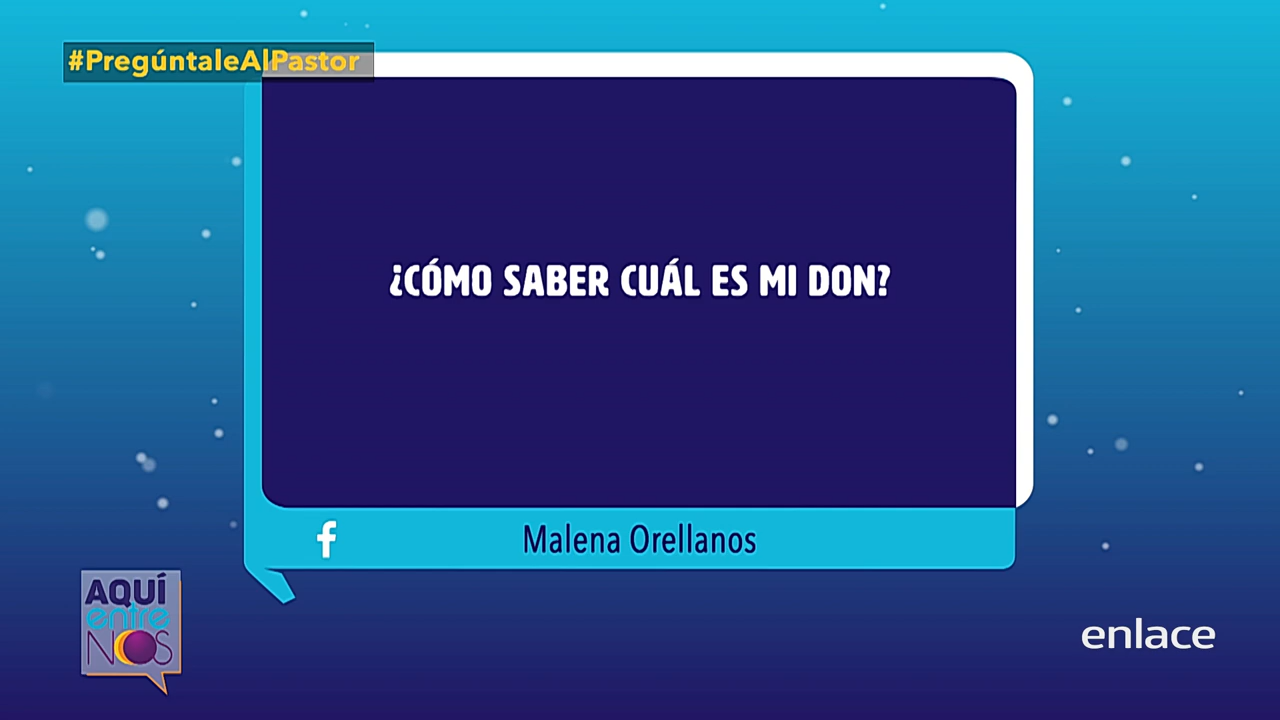 #PregúntaleAlPastor
¿CÓMO SABER CUÁL ES MI DON?
f
Malena Orellanos
AQUÍ
entre
NOS
enlace